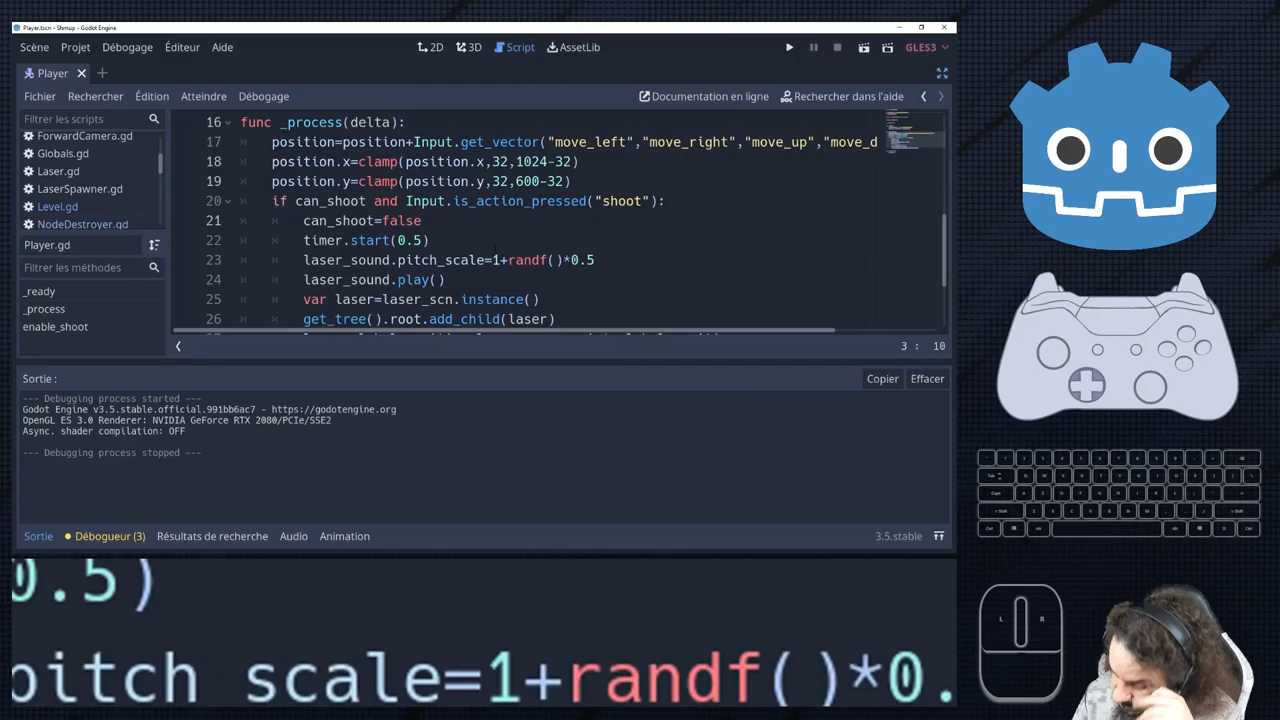 Player.tscn - Shmup - Godot Engine
Scène Projet Débogage Éditeur Aide
2D 3D Script AssetLib
GLES3
Player
Fichier Rechercher Édition Atteindre Débogage
Documentation en ligne Rechercher dans l'aide
Filtrer les scripts
ForwardCamera.gd
Globals.gd
Laser.gd
LaserSpawner.gd
Level.gd
NodeDestroyer.gd
Player.gd
Filtrer les méthodes
_ready
_process
enable_shoot
16 func _process(delta):
17 position=position+Input.get_vector("move_left","move_right","move_up","move_d
18 position.x=clamp(position.x,32,1024-32)
19 position.y=clamp(position.y,32,600-32)
20 if can_shoot and Input.is_action_pressed("shoot"):
21 can_shoot=false
22 timer.start(0.5)
23 laser_sound.pitch_scale=1+randf()*0.5
24 laser_sound.play()
25 var laser=laser_scn.instance()
26 get_tree().root.add_child(laser)
3 : 10
Sortie :
Copier Effacer
--- Debugging process started ---
Godot Engine v3.5.stable.official.991bb6ac7 - https://godotengine.org
OpenGL ES 3.0 Renderer: NVIDIA GeForce RTX 2080/PCIe/SSE2
Async. shader compilation: OFF
--- Debugging process stopped ---
Sortie Débogueur (3) Résultats de recherche Audio Animation
3.5.stable
0.5)
pitch_scale=1+randf()*0.
L R